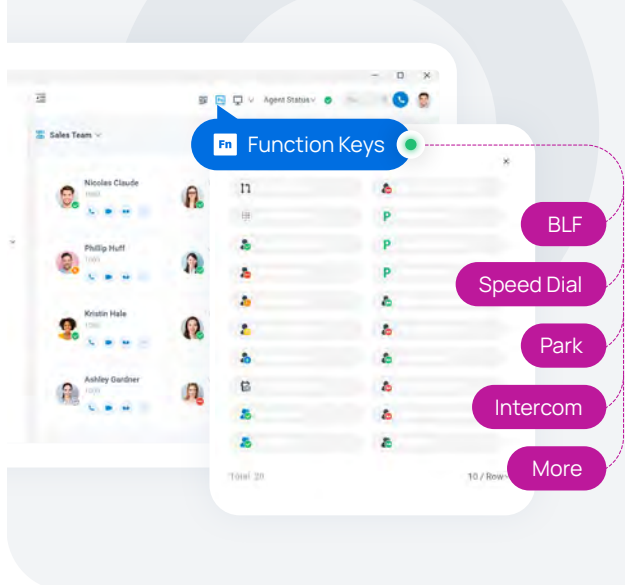 Agent Status
Sales Team
Fn Function Keys
Nicolas Claude
Phillip Huff
Kristin Hale
Ashley Gardner
P
P
BLF
Speed Dial
Park
Intercom
More
Total 20
10 / Row